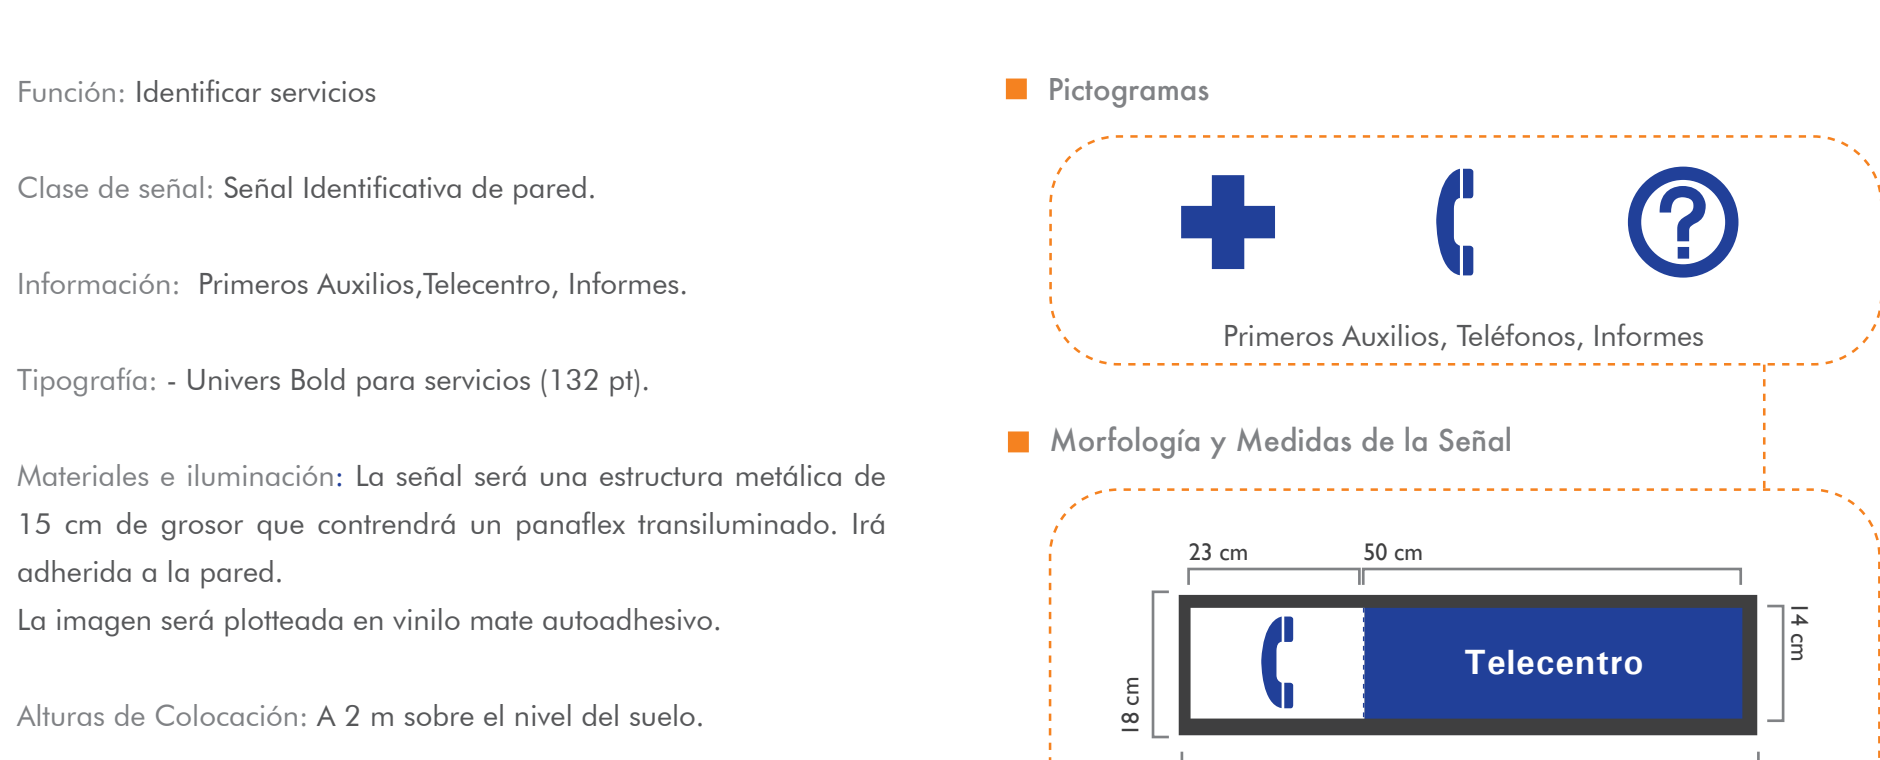 Función: Identificar servicios
Clase de señal: Señal Identificativa de pared.
Información: Primeros Auxilios,Telecentro, Informes.
Tipografía: - Univers Bold para servicios (132 pt).
Materiales e iluminación: La señal será una estructura metálica de
15 cm de grosor que contrendrá un panaflex transiluminado. Irá
adherida a la pared.
La imagen será plotteada en vinilo mate autoadhesivo.
Alturas de Colocación: A 2 m sobre el nivel del suelo.
Pictogramas
?
Primeros Auxilios, Teléfonos, Informes
Morfología y Medidas de la Señal
23 cm
50 cm
14 cm
Telecentro
18 cm